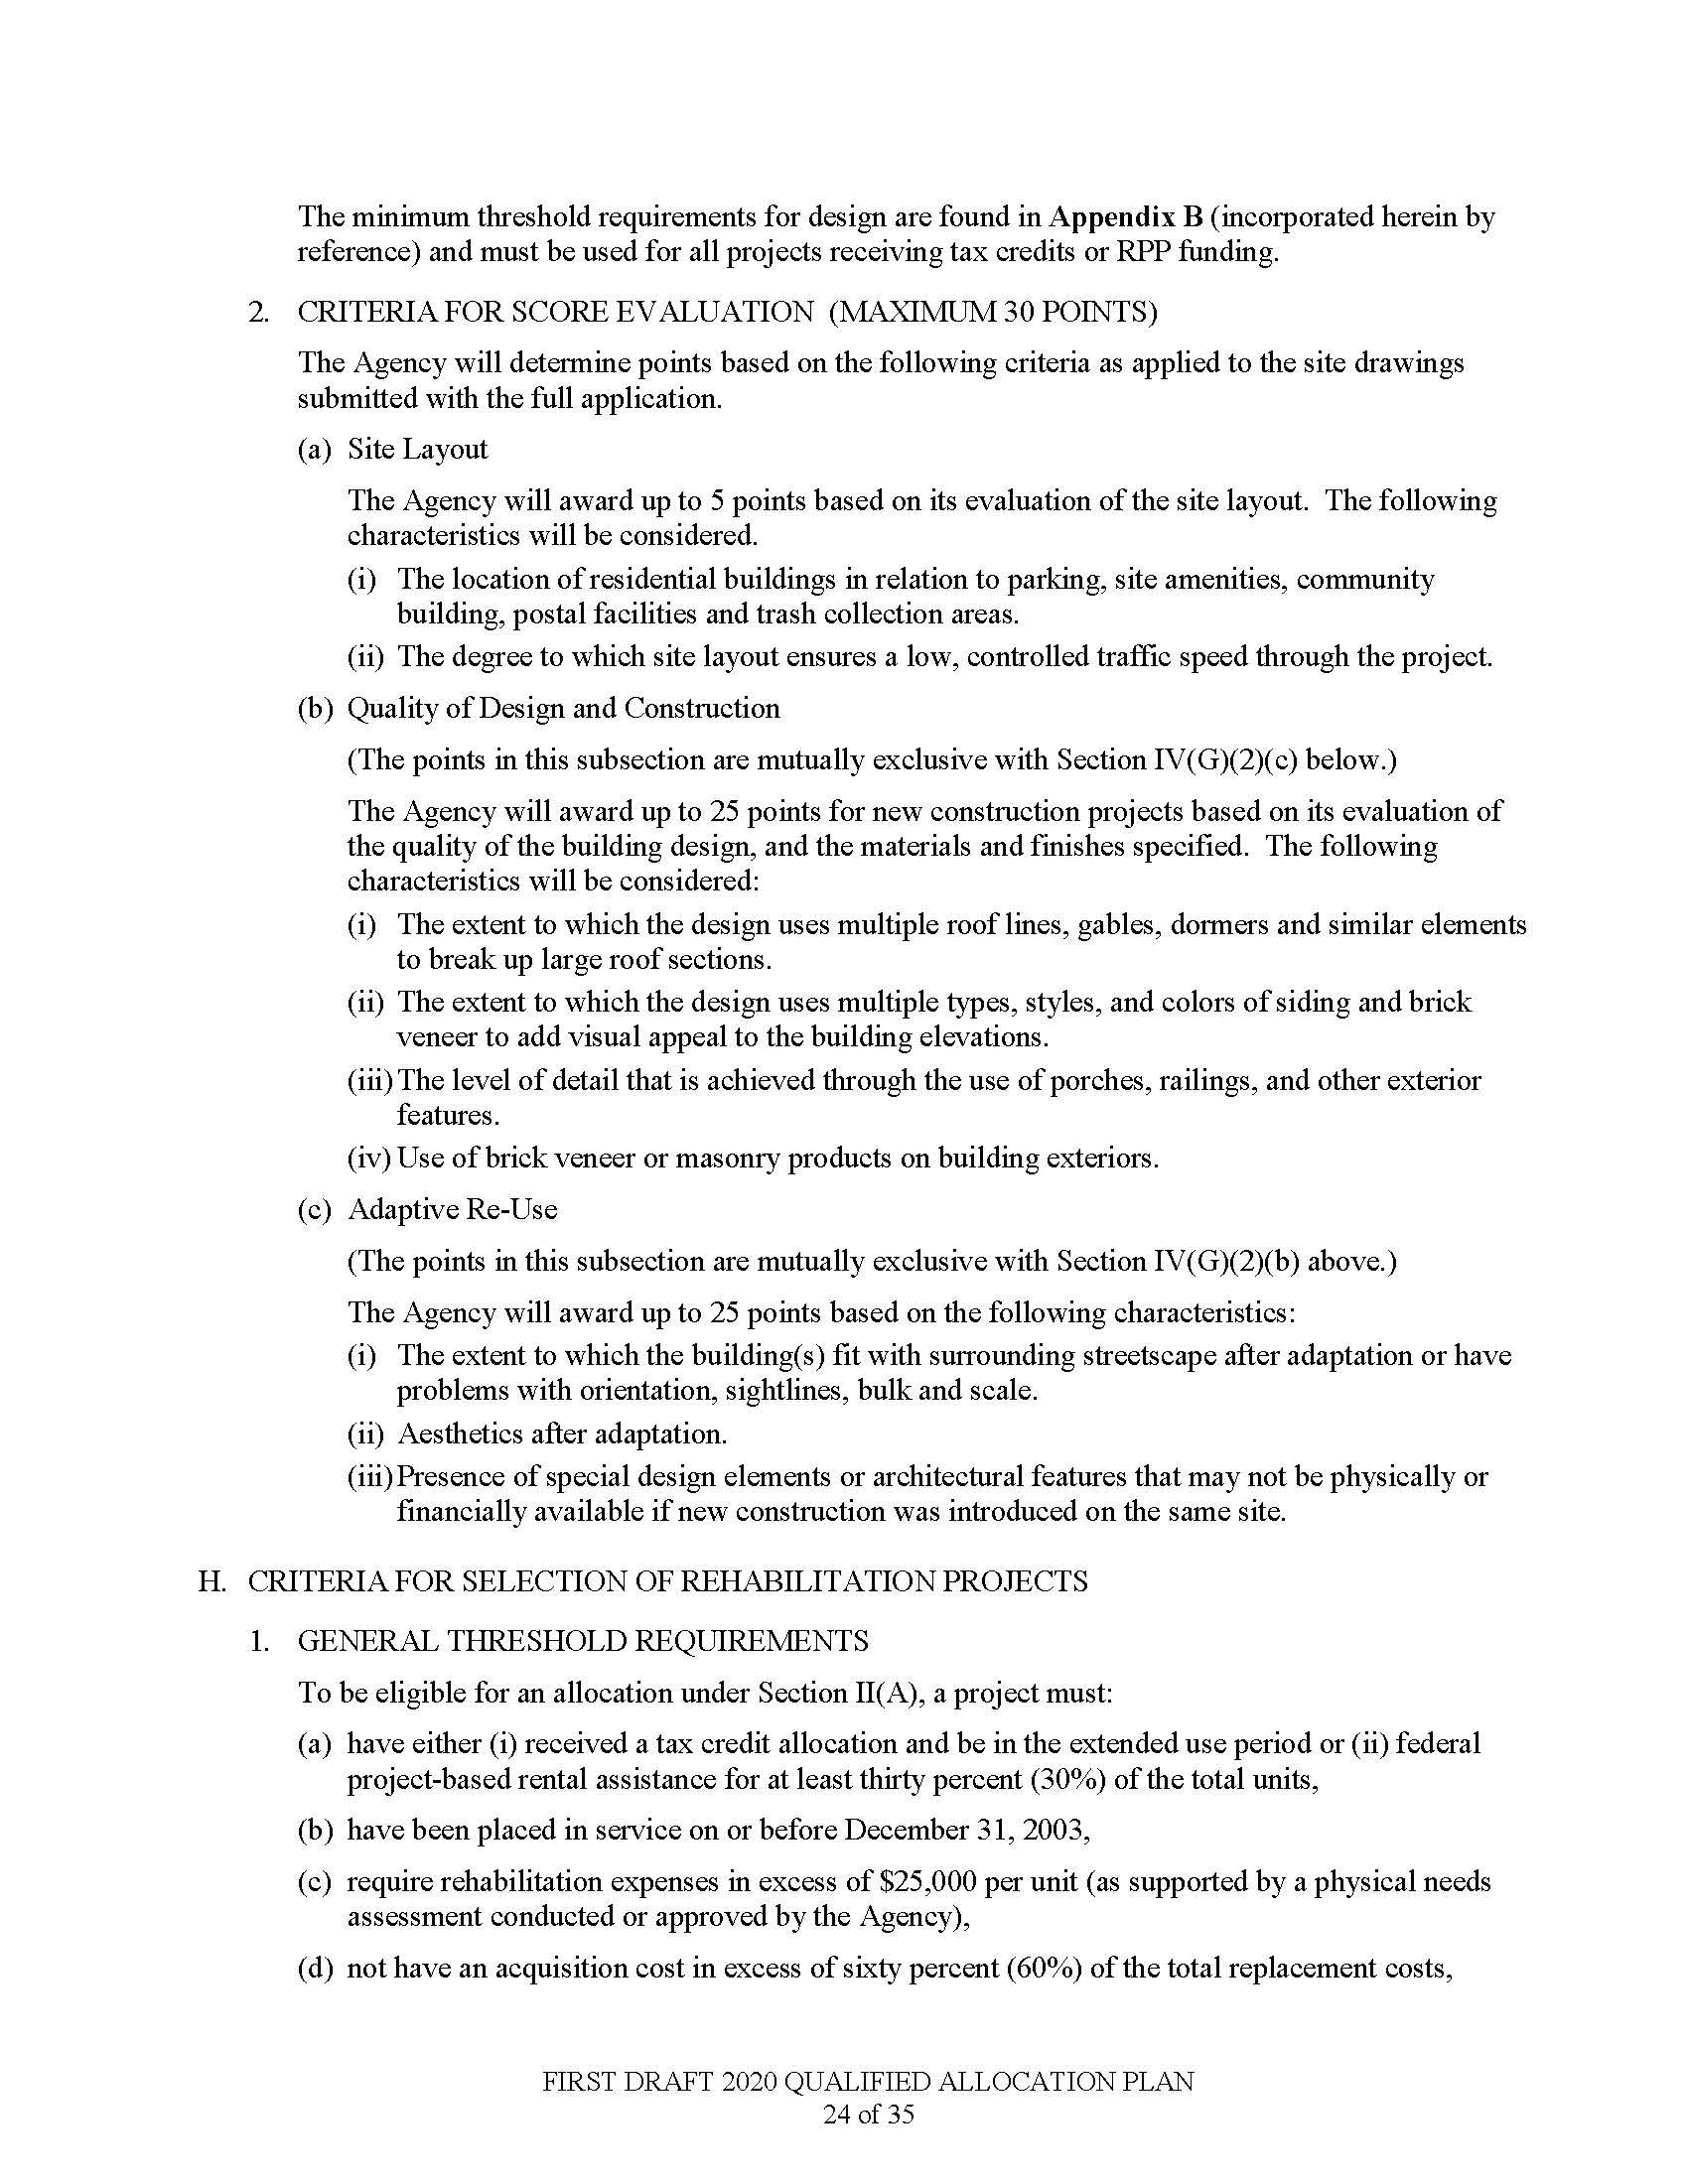 The minimum threshold requirements for design are found in Appendix B (incorporated herein by
reference) and must be used for all projects receiving tax credits or RPP funding.
2. CRITERIA FOR SCORE EVALUATION (MAXIMUM 30 POINTS)
The Agency will determine points based on the following criteria as applied to the site drawings
submitted with the full application.
(a) Site Layout
The Agency will award up to 5 points based on its evaluation of the site layout. The following
characteristics will be considered.
(i) The location of residential buildings in relation to parking, site amenities, community
building, postal facilities and trash collection areas.
(ii) The degree to which site layout ensures a low, controlled traffic speed through the project.
(b) Quality of Design and Construction
(The points in this subsection are mutually exclusive with Section IV(G)(2)(c) below.)
The Agency will award up to 25 points for new construction projects based on its evaluation of
the quality of the building design, and the materials and finishes specified. The following
characteristics will be considered:
(i) The extent to which the design uses multiple roof lines, gables, dormers and similar elements
to break up large roof sections.
(ii) The extent to which the design uses multiple types, styles, and colors of siding and brick
veneer to add visual appeal to the building elevations.
(iii) The level of detail that is achieved through the use of porches, railings, and other exterior
features.
(iv) Use of brick veneer or masonry products on building exteriors.
(c) Adaptive Re-Use
(The points in this subsection are mutually exclusive with Section IV(G)(2)(b) above.)
The Agency will award up to 25 points based on the following characteristics:
(i) The extent to which the building(s) fit with surrounding streetscape after adaptation or have
problems with orientation, sightlines, bulk and scale.
(ii) Aesthetics after adaptation.
(iii) Presence of special design elements or architectural features that may not be physically or
financially available if new construction was introduced on the same site.
H. CRITERIA FOR SELECTION OF REHABILITATION PROJECTS
1. GENERAL THRESHOLD REQUIREMENTS
To be eligible for an allocation under Section II(A), a project must:
(a) have either (i) received a tax credit allocation and be in the extended use period or (ii) federal
project-based rental assistance for at least thirty percent (30%) of the total units,
(b) have been placed in service on or before December 31, 2003,
(c) require rehabilitation expenses in excess of $25,000 per unit (as supported by a physical needs
assessment conducted or approved by the Agency),
(d) not have an acquisition cost in excess of sixty percent (60%) of the total replacement costs,
FIRST DRAFT 2020 QUALIFIED ALLOCATION PLAN
24 of 35